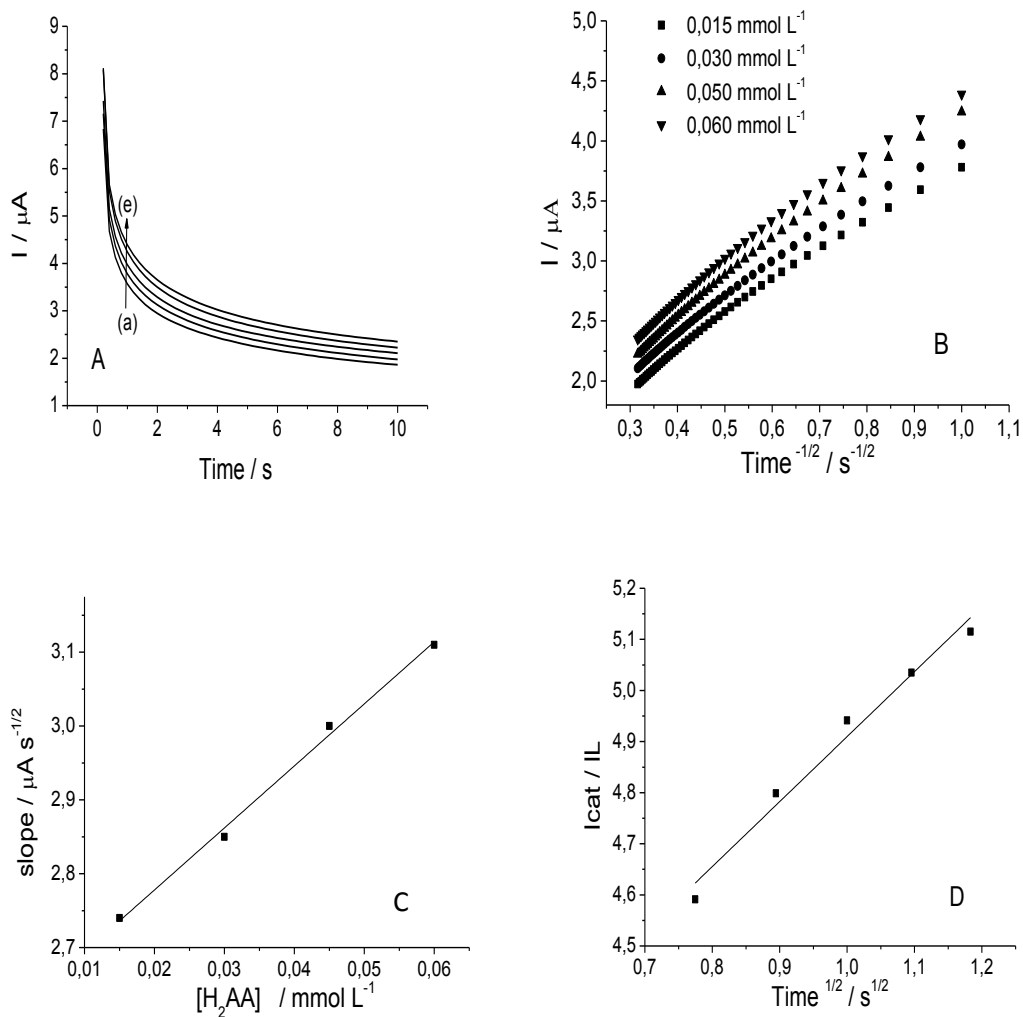 9
8
7
6
5
4
3
2
1
I / μA
(e)
(a)
A
0 2 4 6 8 10
Time / s
5,0
4,5
4,0
3,5
3,0
2,5
2,0
I / μA
0,015 mmol L-1
0,030 mmol L-1
0,050 mmol L-1
0,060 mmol L-1
B
0,3 0,4 0,5 0,6 0,7 0,8 0,9 1,0 1,1
Time -1/2 / s-1/2
3,1
3,0
2,9
2,8
2,7
slope / μA s-1/2
C
0,01 0,02 0,03 0,04 0,05 0,06
[H2AA] / mmol L-1
5,2
5,1
5,0
4,9
4,8
4,7
4,6
4,5
Icat / IL
D
0,7 0,8 0,9 1,0 1,1 1,2
Time 1/2 / s1/2